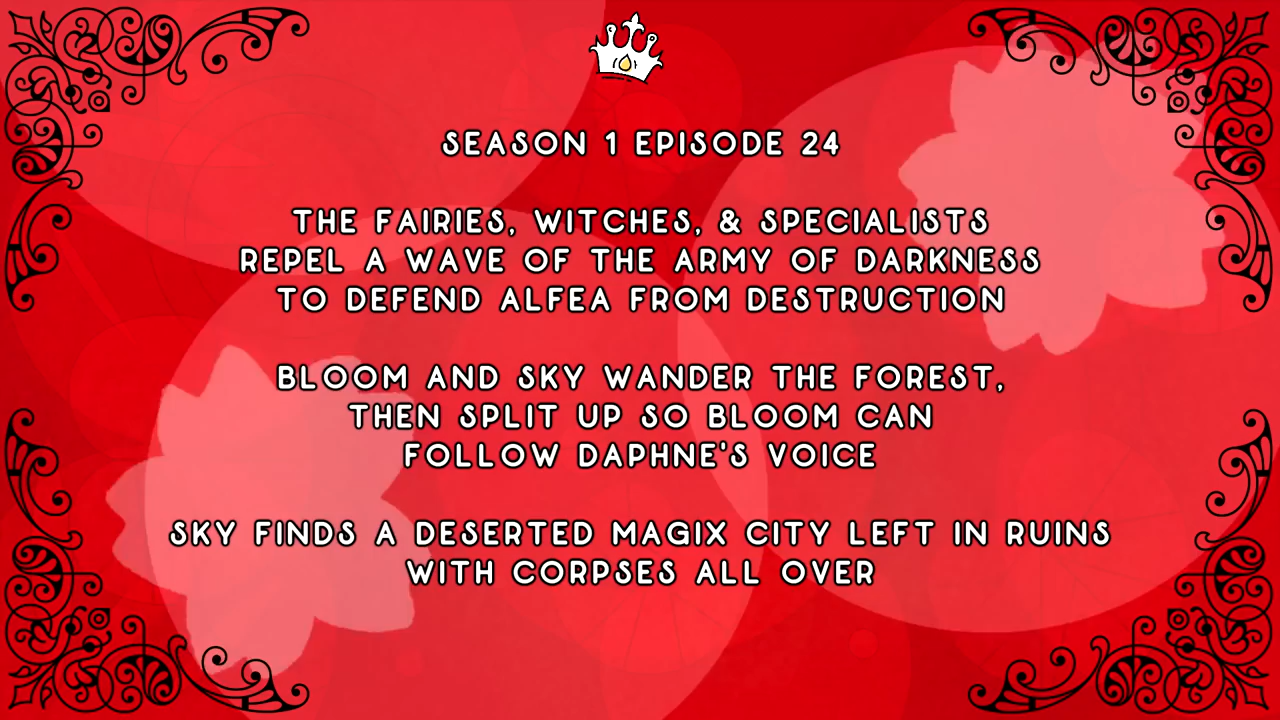 SEASON 1 EPISODE 24
THE FAIRIES, WITCHES, & SPECIALISTS
REPEL A WAVE OF THE ARMY OF DARKNESS
TO DEFEND ALFEA FROM DESTRUCTION
BLOOM AND SKY WANDER THE FOREST,
THEN SPLIT UP SO BLOOM CAN
FOLLOW DAPHNE'S VOICE
SKY FINDS A DESERTED MAGIX CITY LEFT IN RUINS
WITH CORPSES ALL OVER